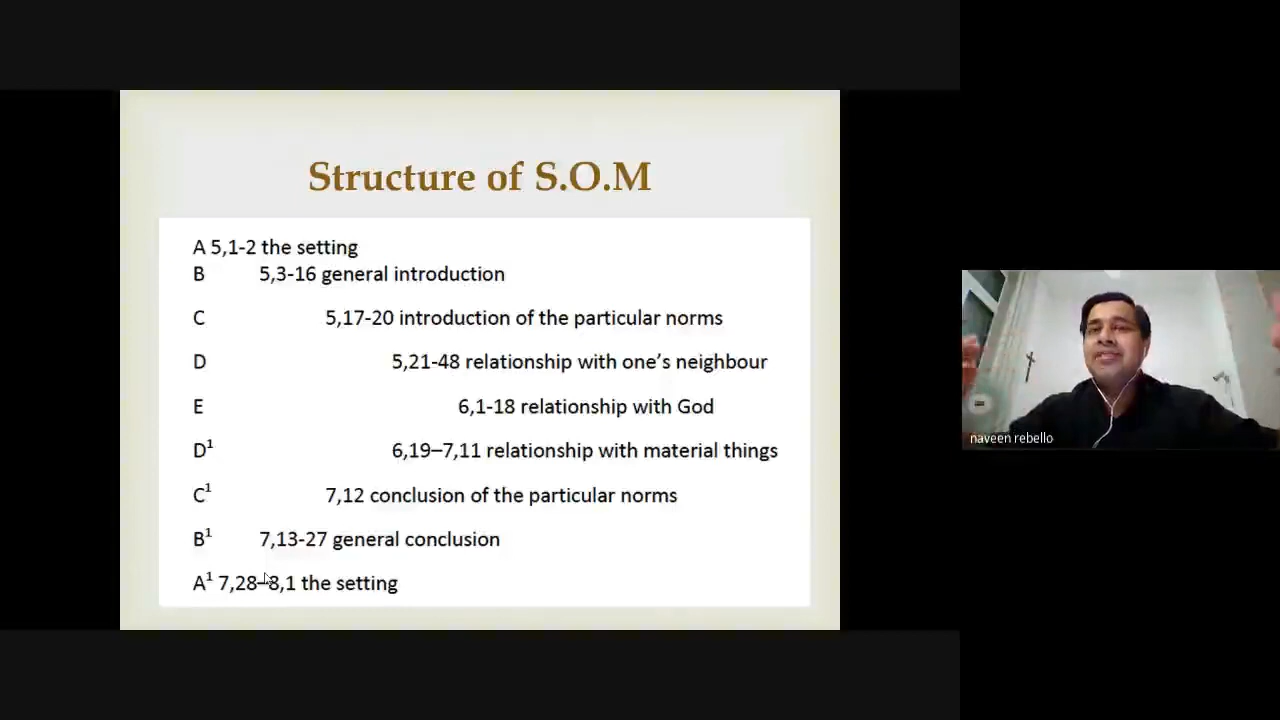 Structure of S.O.M
A 5,1-2 the setting
B 5,3-16 general introduction
C 5,17-20 introduction of the particular norms
D 5,21-48 relationship with one’s neighbour
E 6,1-18 relationship with God
D¹ 6,19–7,11 relationship with material things
C¹ 7,12 conclusion of the particular norms
B¹ 7,13-27 general conclusion
A¹ 7,28–8,1 the setting
naveen rebello